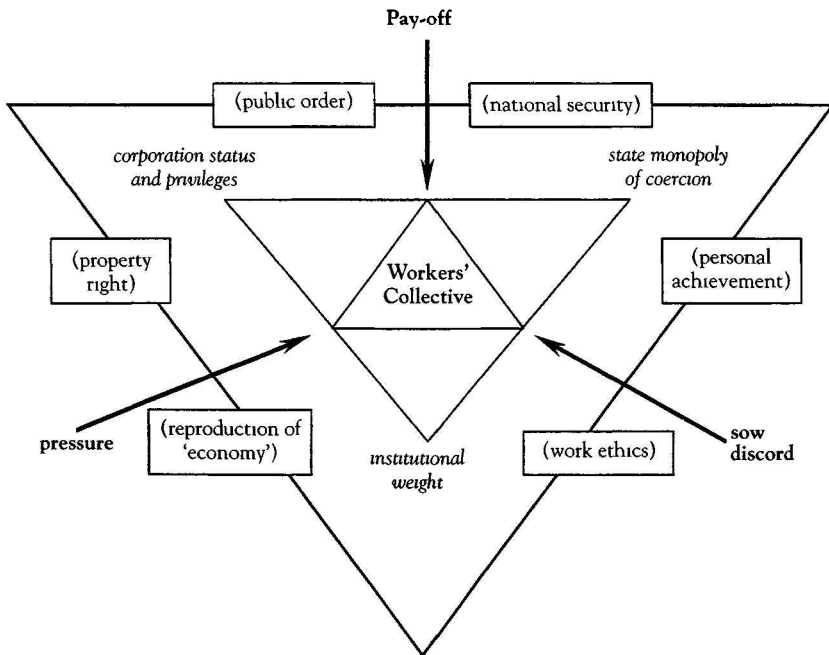 Pay-off
(public order)
(national security)
corporation status
and privileges
state monopoly
of coercion
(property
right)
Workers'
Collective
(personal
achievement)
pressure
(reproduction of
'economy')
institutional
weight
(work ethics)
sow
discord